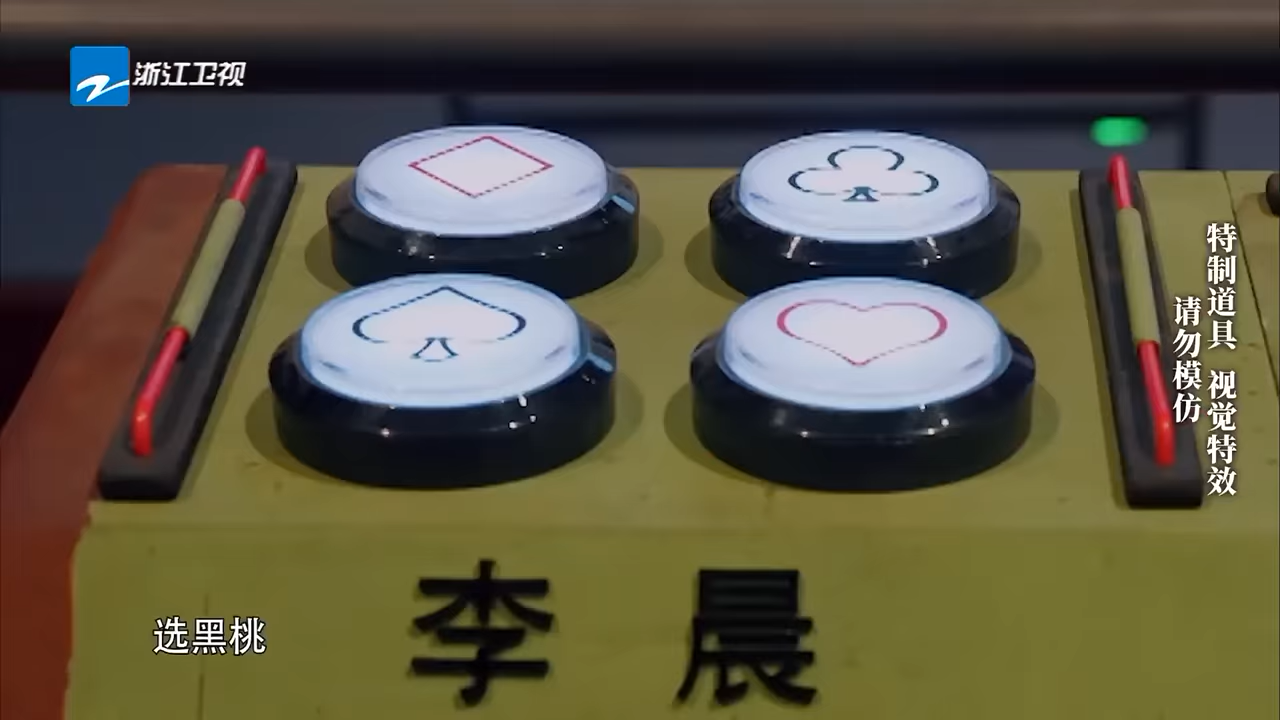 浙江卫视
特制道具 视觉特效
请勿模仿
选黑桃
李晨